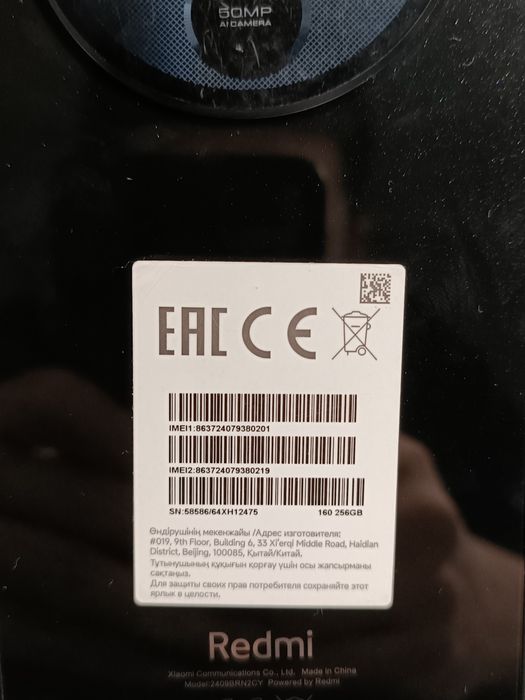 50MP
AI CAMERA
EAC CE
IMEI1:863724079380201
IMEI2:863724079380219
SN:58586/64XH12475 160 256GB
Өндірушінің мекенжайы /Адрес изготовителя:
#019, 9th Floor, Building 6, 33 Xi'erqi Middle Road, Haidian
District, Beijing, 100085, Қытай/Китай.
Тұтынушының құқығын қорғау үшін осы жапсырманы
сақтаңыз.
Для защиты своих прав потребителя сохраняйте этот
ярлык в целости.
Redmi
Xiaomi Communications Co., Ltd. Made in China
Model:2409BRN2CY Powered by Redmi